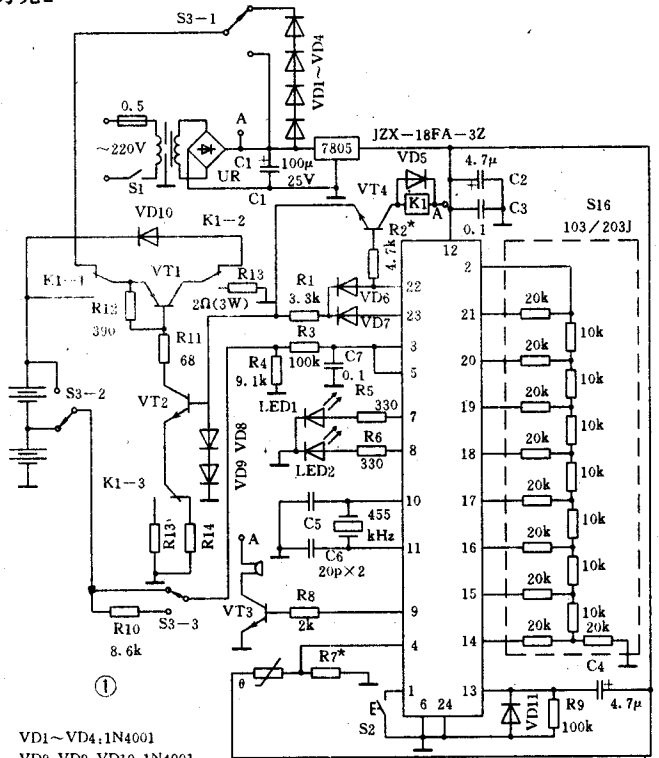 S3-1
VD1~VD4
0.5
A
JZX-18FA-3Z
7805
~220V
UR
C1
100μ
25V
C1
S1
VD5
VT4
K1
A
4.7μ
C2
C3
0.1
S16
103/203J
VD10
K1-2
R2*
4.7k
12
2
VT1
R13
2Ω(3W)
R1
3.3k
VD6
VD7
22
23
R12
390
R11
68
R3
100k
3
5
R4
9.1k
C7
0.1
S3-2
VT2
VD9 VD8
LED1
R5
330
7
LED2
R6
330
8
K1-3
R13
R14
C5
455
kHz
10
C6
20p×2
11
A
VT3
R8
2k
9
S3-3
R10
8.6k
4
θ
R7*
①
1
S2
6
24
21
20k
10k
20
20k
10k
19
20k
10k
18
20k
10k
17
20k
10k
16
20k
10k
15
20k
10k
14
20k
20k
C4
4.7μ
13
VD11
R9
100k
VD1~VD4:1N4001